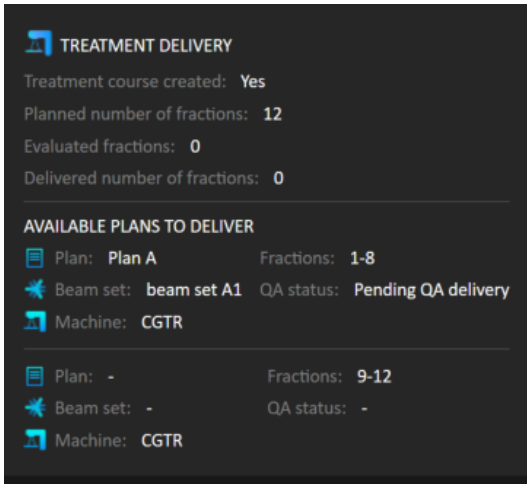 TREATMENT DELIVERY
Treatment course created: Yes
Planned number of fractions: 12
Evaluated fractions: 0
Delivered number of fractions: 0
AVAILABLE PLANS TO DELIVER
Plan: Plan A Fractions: 1-8
Beam set: beam set A1 QA status: Pending QA delivery
Machine: CGTR
Plan: - Fractions: 9-12
Beam set: - QA status: -
Machine: CGTR